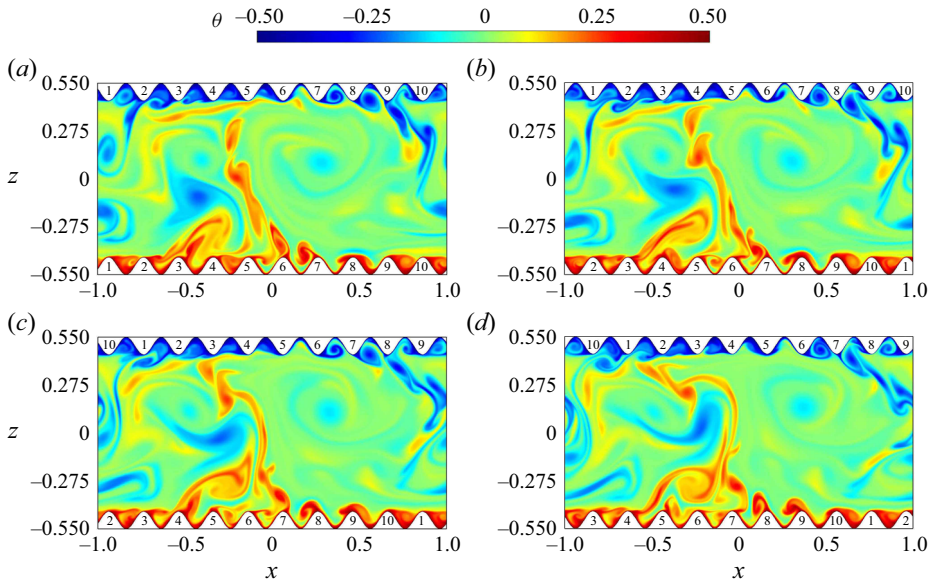 θ −0.50 −0.25 0 0.25 0.50
(a) (b)
0.550 1 2 3 4 5 6 7 8 9 10 0.550 1 2 3 4 5 6 7 8 9 10
0.275 0.275
z 0 0
−0.275 −0.275
−0.550 1 2 3 4 5 6 7 8 9 10 −0.550 2 3 4 5 6 7 8 9 10 1
−1.0 −0.5 0 0.5 1.0 −1.0 −0.5 0 0.5 1.0
(c) (d)
0.550 10 1 2 3 4 5 6 7 8 9 0.550 10 1 2 3 4 5 6 7 8 9
0.275 0.275
z 0 0
−0.275 −0.275
−0.550 2 3 4 5 6 7 8 9 10 1 −0.550 3 4 5 6 7 8 9 10 1 2
−1.0 −0.5 0 0.5 1.0 −1.0 −0.5 0 0.5 1.0
x x